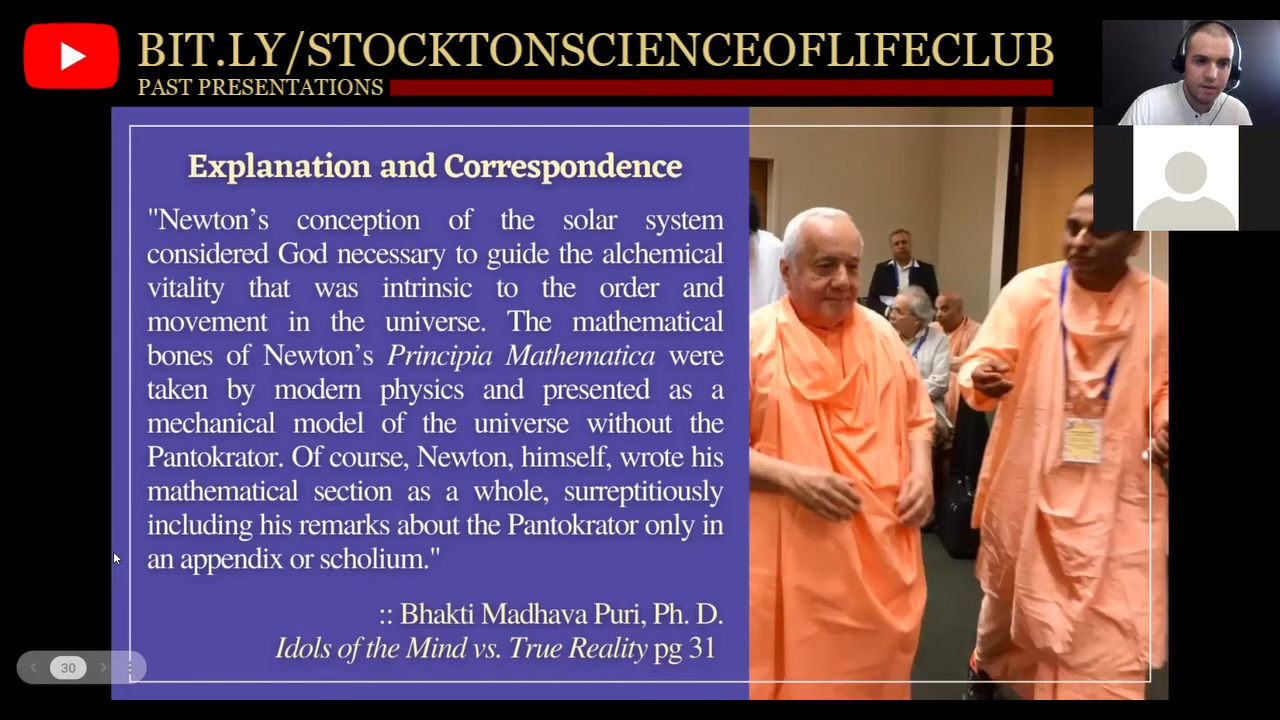 BIT.LY/STOCKTONSCIENCEOFLIFECLUB
PAST PRESENTATIONS
Explanation and Correspondence
"Newton's conception of the solar system
considered God necessary to guide the alchemical
vitality that was intrinsic to the order and
movement in the universe. The mathematical
bones of Newton's Principia Mathematica were
taken by modern physics and presented as a
mechanical model of the universe without the
Pantokrator. Of course, Newton, himself, wrote his
mathematical section as a whole, surreptitiously
including his remarks about the Pantokrator only in
an appendix or scholium."
:: Bhakti Madhava Puri, Ph. D.
Idols of the Mind vs. True Reality pg 31
30